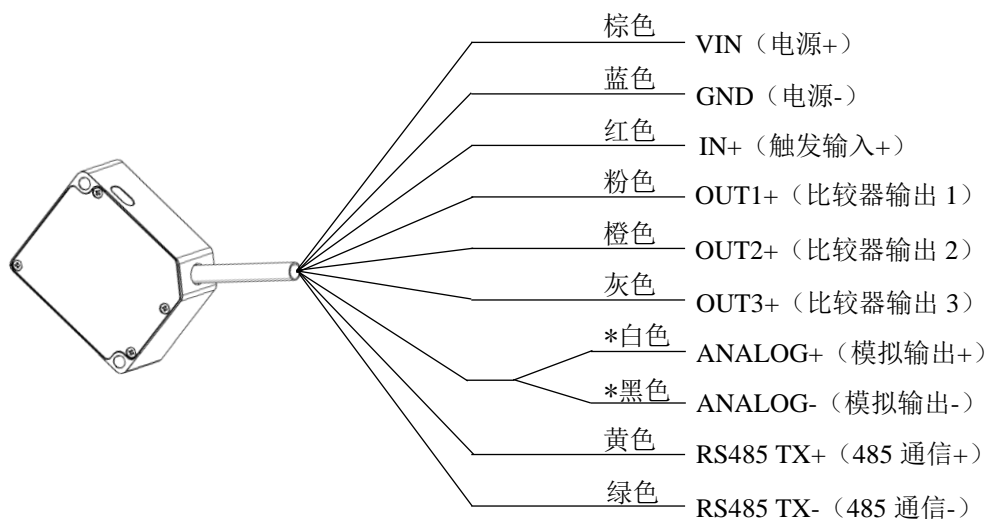 棕色 VIN（电源+）
蓝色 GND（电源-）
红色 IN+（触发输入+）
粉色 OUT1+（比较器输出 1）
橙色 OUT2+（比较器输出 2）
灰色 OUT3+（比较器输出 3）
*白色 ANALOG+（模拟输出+）
*黑色 ANALOG-（模拟输出-）
黄色 RS485 TX+（485 通信+）
绿色 RS485 TX-（485 通信-）